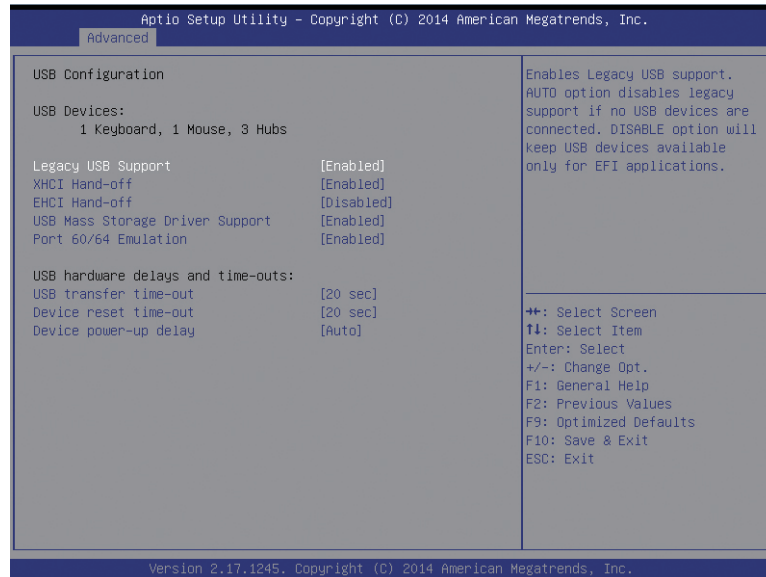 Aptio Setup Utility – Copyright (C) 2014 American Megatrends, Inc.
Advanced
USB Configuration
USB Devices:
1 Keyboard, 1 Mouse, 3 Hubs
Legacy USB Support [Enabled]
XHCI Hand-off [Enabled]
EHCI Hand-off [Disabled]
USB Mass Storage Driver Support [Enabled]
Port 60/64 Emulation [Enabled]
USB hardware delays and time-outs:
USB transfer time-out [20 sec]
Device reset time-out [20 sec]
Device power-up delay [Auto]
Enables Legacy USB support.
AUTO option disables legacy
support if no USB devices are
connected. DISABLE option will
keep USB devices available
only for EFI applications.
→←: Select Screen
↑↓: Select Item
Enter: Select
+/-: Change Opt.
F1: General Help
F2: Previous Values
F9: Optimized Defaults
F10: Save & Exit
ESC: Exit
Version 2.17.1245. Copyright (C) 2014 American Megatrends, Inc.